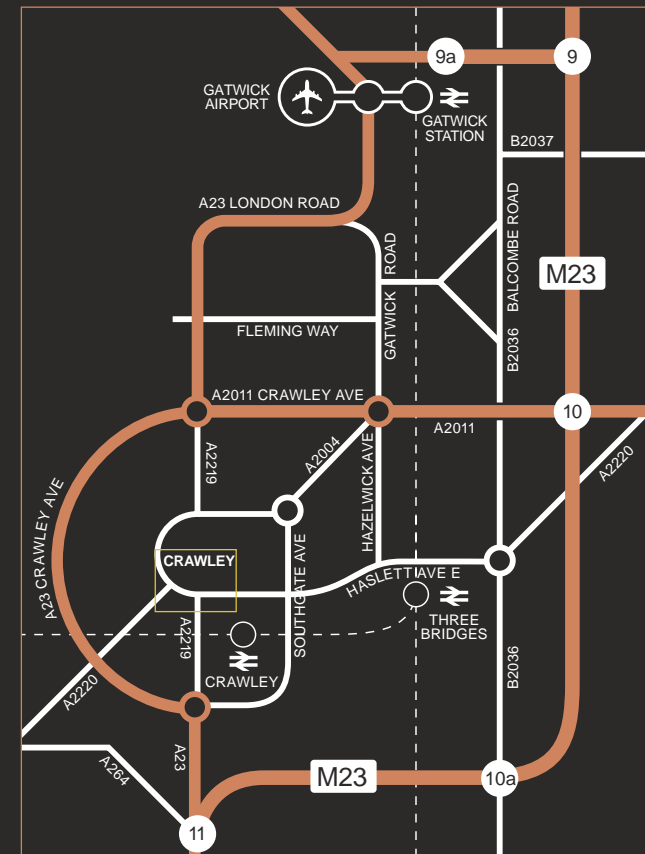 9a
9
GATWICK
AIRPORT
GATWICK
STATION
B2037
A23 LONDON ROAD
GATWICK ROAD
BALCOMBE ROAD
M23
FLEMING WAY
B2036
A2011 CRAWLEY AVE
10
A2011
A2219
A2004
HAZELWICK AVE
A2220
A23 CRAWLEY AVE
CRAWLEY
SOUTHGATE AVE
HASLETT AVE E
THREE
BRIDGES
A2219
CRAWLEY
B2036
A2220
A23
A264
M23
10a
11